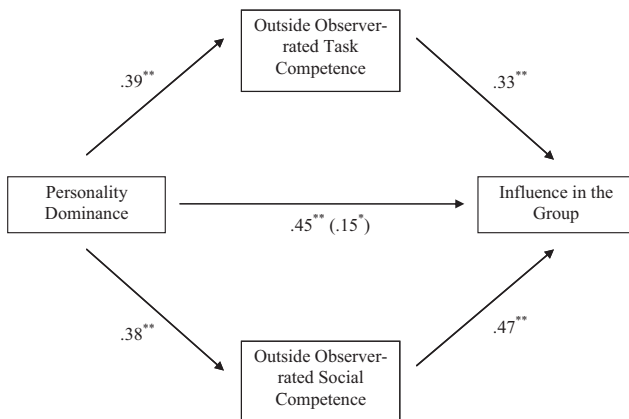 Outside Observer-
rated Task
Competence
.39**
.33**
Personality
Dominance
Influence in the
Group
.45** (.15*)
.38**
.47**
Outside Observer-
rated Social
Competence